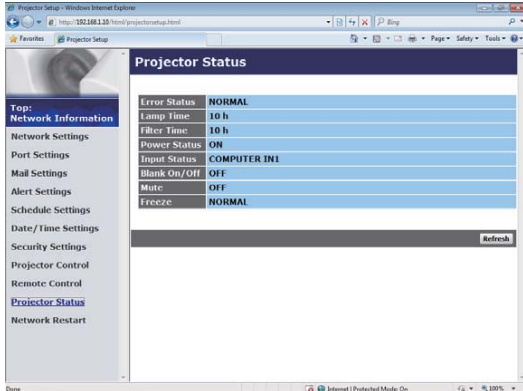 Projector Setup - Windows Internet Explorer
http://192.168.1.10/html/projectorsetup.html
Bing
Favorites Projector Setup Page Safety Tools
Projector Status
Error Status NORMAL
Lamp Time 10 h
Filter Time 10 h
Power Status ON
Input Status COMPUTER IN1
Blank On/Off OFF
Mute OFF
Freeze NORMAL
Refresh
Top:
Network Information
Network Settings
Port Settings
Mail Settings
Alert Settings
Schedule Settings
Date/Time Settings
Security Settings
Projector Control
Remote Control
Projector Status
Network Restart
Done Internet | Protected Mode: On 100%